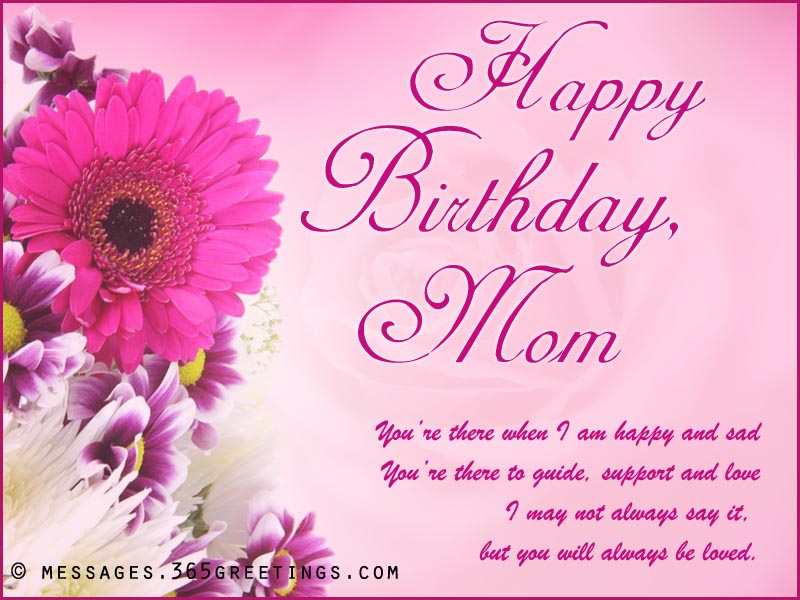 Happy
Birthday,
Mom
You're there when I am happy and sad
You're there to guide, support and love
I may not always say it,
but you will always be loved.
© MESSAGES.365GREETINGS.COM